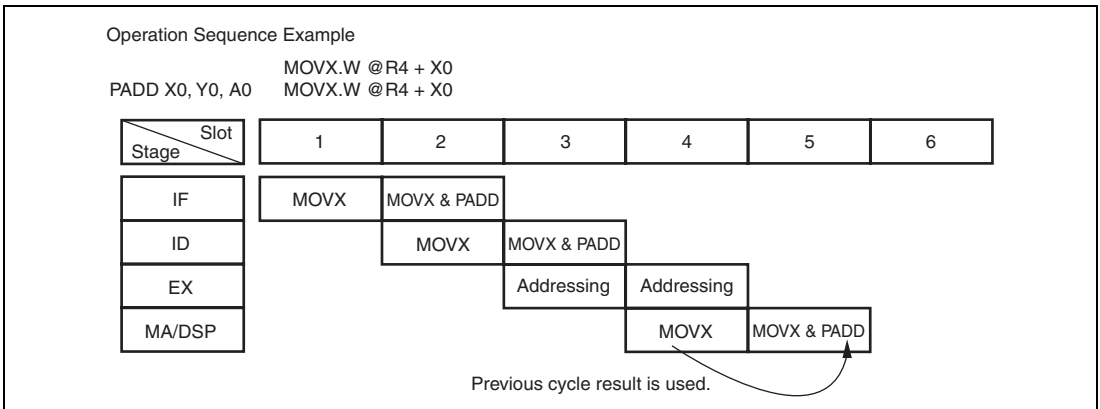 Operation Sequence Example
MOVX.W @R4 + X0
PADD X0, Y0, A0 MOVX.W @R4 + X0
Slot
Stage
1 2 3 4 5 6
IF MOVX MOVX & PADD
ID MOVX MOVX & PADD
EX Addressing Addressing
MA/DSP MOVX MOVX & PADD
Previous cycle result is used.